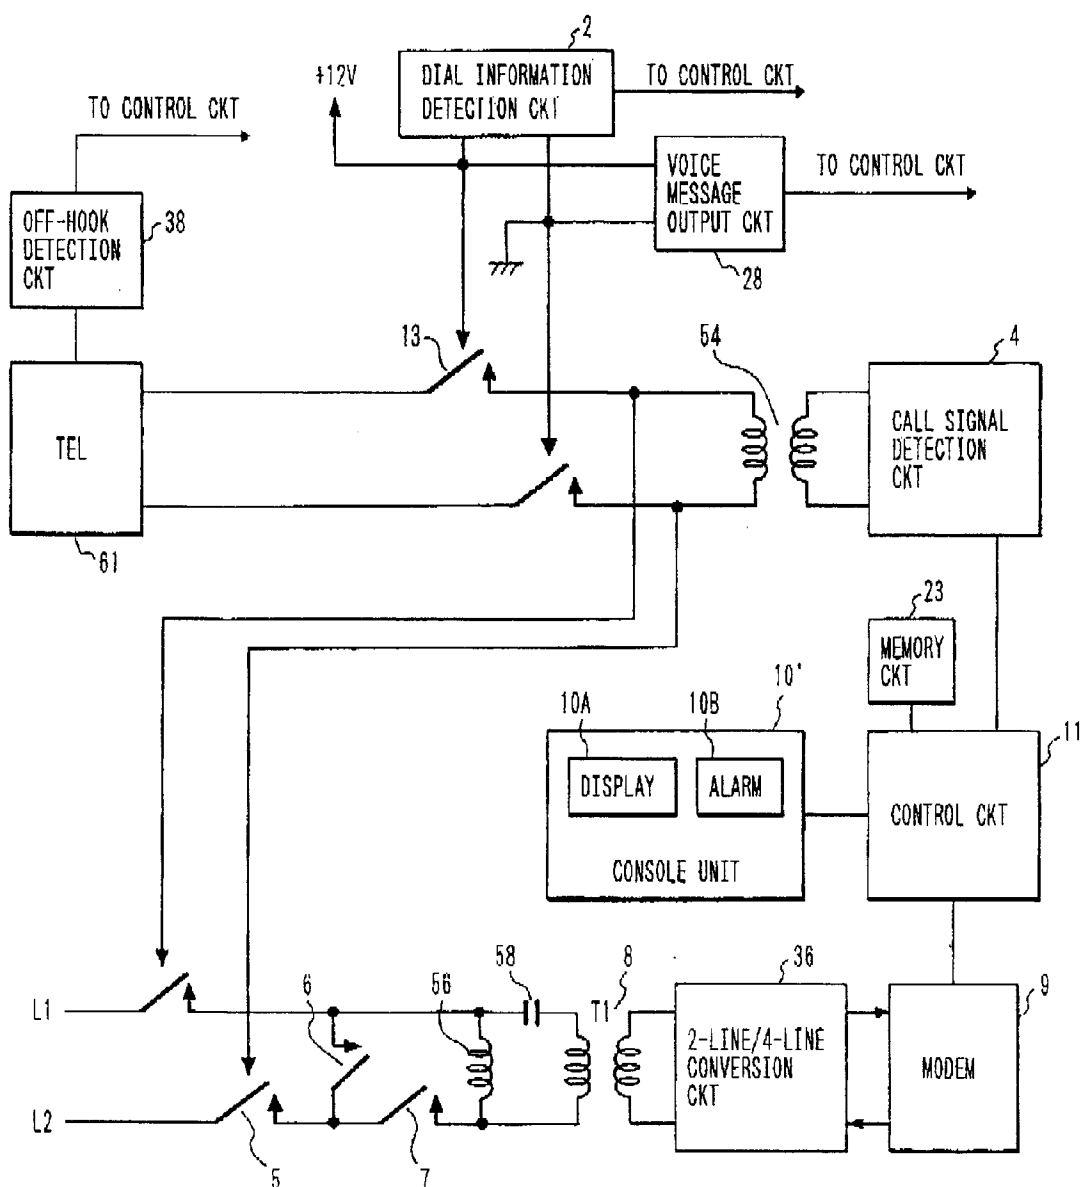 2
+12V
DIAL INFORMATION
DETECTION CKT
TO CONTROL CKT
TO CONTROL CKT
VOICE
MESSAGE
OUTPUT CKT
TO CONTROL CKT
OFF-HOOK
DETECTION
CKT
38
28
13
54
4
TEL
CALL SIGNAL
DETECTION
CKT
61
23
MEMORY
CKT
10'
10A
10B
11
DISPLAY
ALARM
CONTROL CKT
CONSOLE UNIT
58
8
36
6
56
9
L1
T1
2-LINE/4-LINE
CONVERSION
CKT
MODEM
L2
5
7